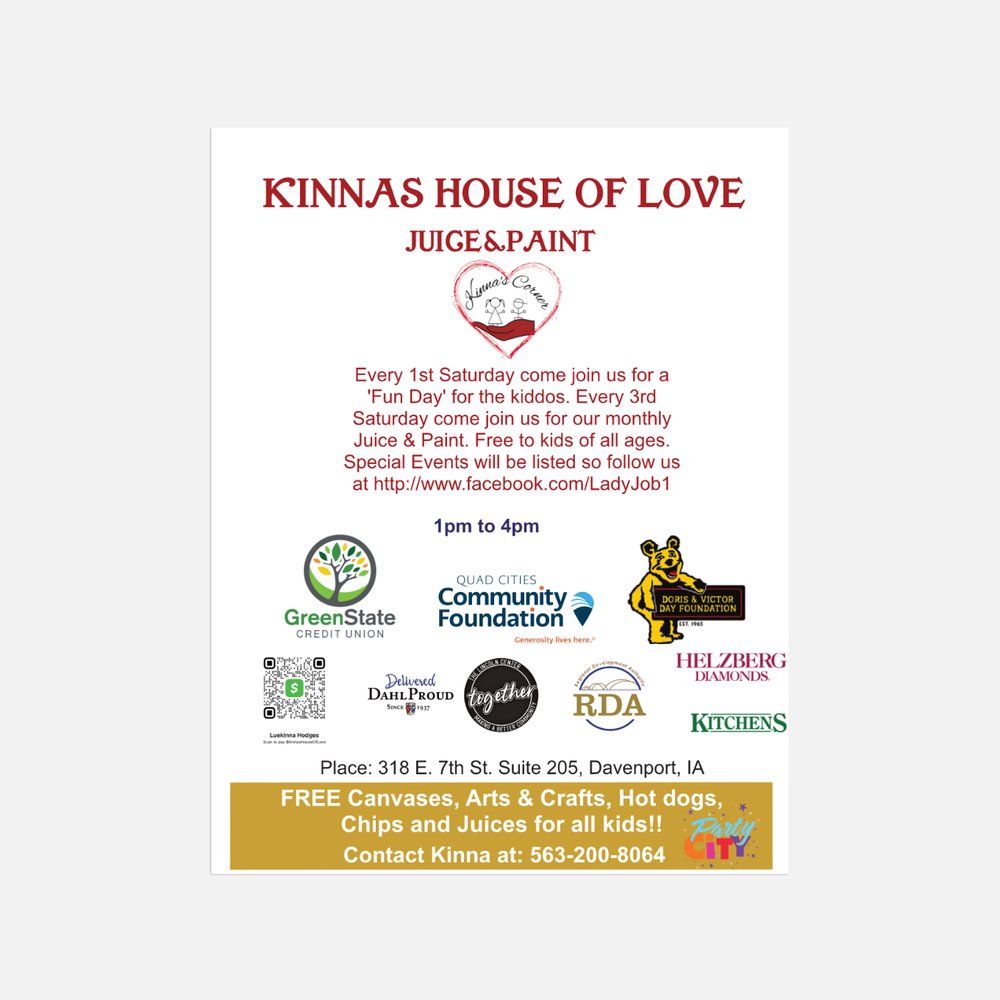 KINNAS HOUSE OF LOVE
JUICE&PAINT
Kinna's Corner
Every 1st Saturday come join us for a
'Fun Day' for the kiddos. Every 3rd
Saturday come join us for our monthly
Juice & Paint. Free to kids of all ages.
Special Events will be listed so follow us
at http://www.facebook.com/LadyJob1
1pm to 4pm
GreenState
CREDIT UNION
QUAD CITIES
Community
Foundation
Generosity lives here.®
DORIS & VICTOR
DAY FOUNDATION
EST. 1965
$
Luekinna Hodges
Scan to pay $KinnasHouseOfLove
Delivered
DAHLPROUD
SINCE 1937
THE LINCOLN CENTER
together
MAKING A BETTER COMMUNITY
Regional Development Authority
RDA
HELZBERG
DIAMONDS.
KITCHENS
Place: 318 E. 7th St. Suite 205, Davenport, IA
FREE Canvases, Arts & Crafts, Hot dogs,
Chips and Juices for all kids!!
Contact Kinna at: 563-200-8064
Party
CITY